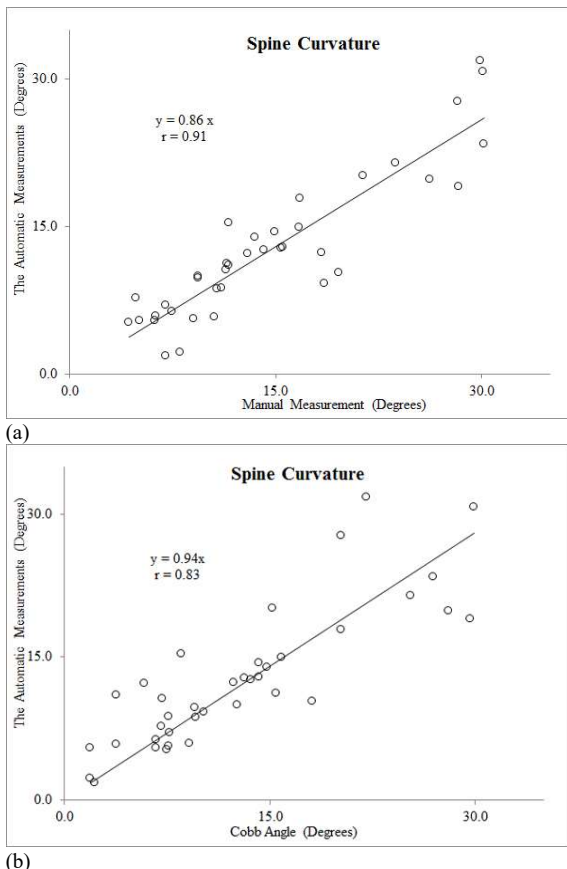 Spine Curvature
The Automatic Measurements (Degrees)
30.0
y = 0.86 x
r = 0.91
15.0
0.0
0.0 15.0 30.0
Manual Measurement (Degrees)
(a)
Spine Curvature
The Automatic Measurements (Degrees)
30.0
y = 0.94x
r = 0.83
15.0
0.0
0.0 15.0 30.0
Cobb Angle (Degrees)
(b)